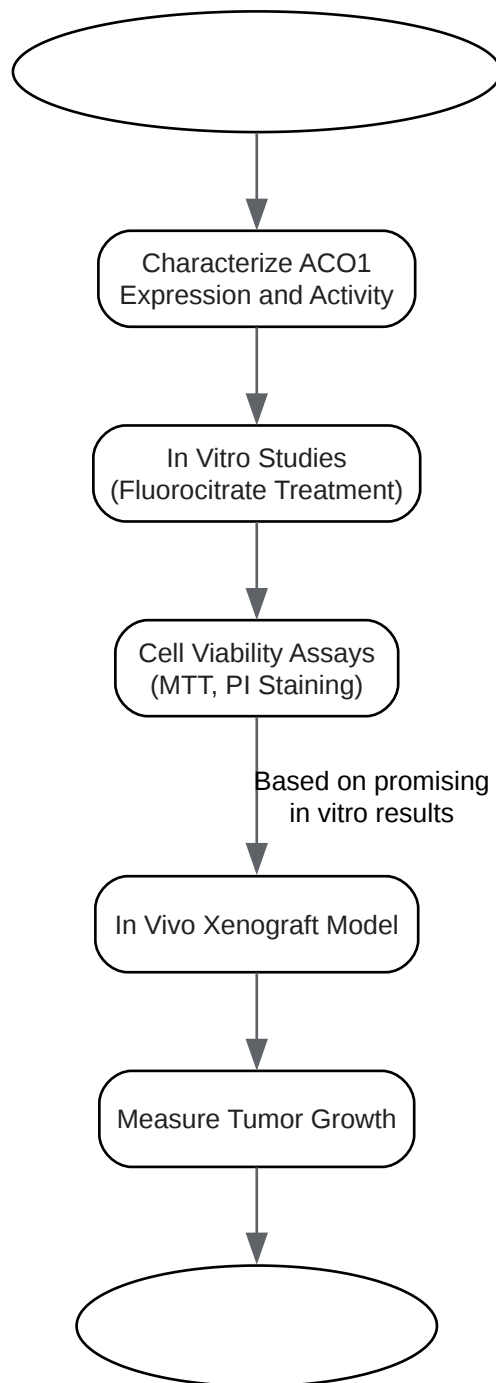 Characterize ACO1
Expression and Activity
In Vitro Studies
(Fluorocitrate Treatment)
Cell Viability Assays
(MTT, PI Staining)
Based on promising
in vitro results
In Vivo Xenograft Model
Measure Tumor Growth